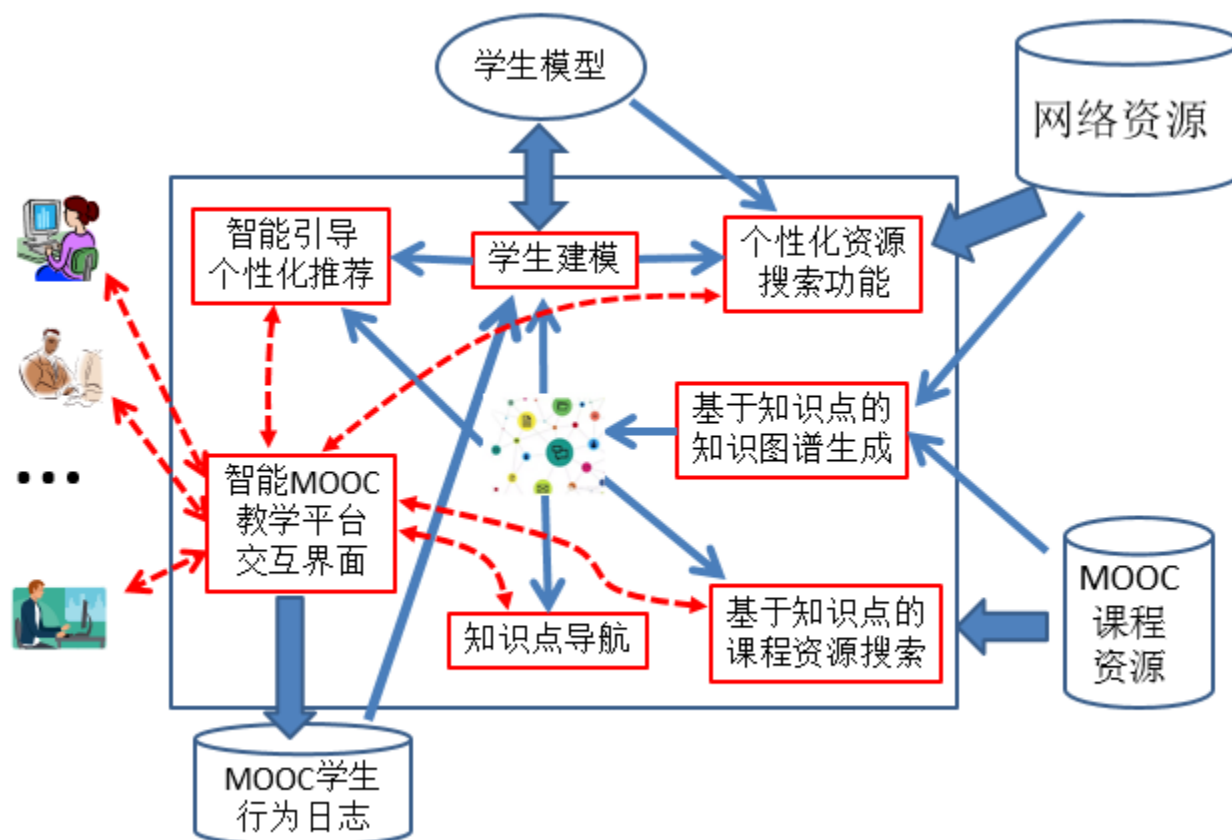 学生模型
网络资源
智能引导
个性化推荐
学生建模
个性化资源
搜索功能
基于知识点的
知识图谱生成
智能MOOC
教学平台
交互界面
知识点导航
基于知识点的
课程资源搜索
MOOC
课程
资源
MOOC学生
行为日志